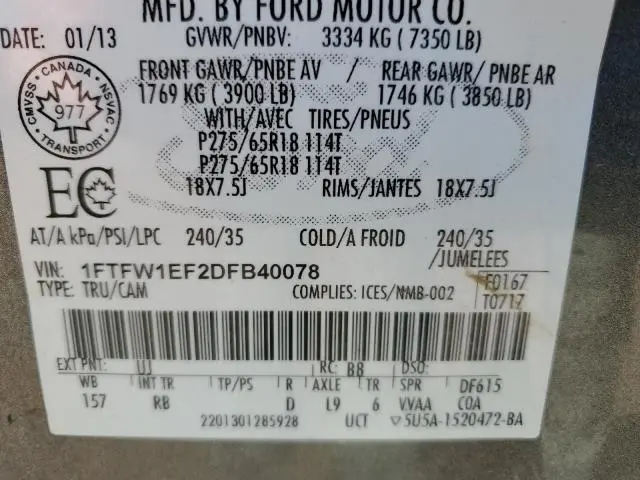 MFD. BY FORD MOTOR CO.
DATE: 01/13 GVWR/PNBV: 3334 KG ( 7350 LB)
FRONT GAWR/PNBE AV / REAR GAWR/ PNBE AR
1769 KG ( 3900 LB) 1746 KG ( 3850 LB)
WITH/AVEC TIRES/PNEUS
P275/65R18 114T
P275/65R18 114T
18X7.5J RIMS/JANTES 18X7.5J
CMVSS CANADA NSVAC
977
TRANSPORT
EC
AT/A kPa/PSI/LPC 240/35 COLD/A FROID 240/35
/JUMELEES
VIN: 1FTFW1EF2DFB40078 F0167
TYPE: TRU/CAM COMPLIES: ICES/NMB-002 T0717
EXT PNT: UJ RC: BB DSO:
WB INT TR TP/PS R AXLE TR SPR DF615
157 RB D L9 6 VVAA COA
2201301285928 UCT ▽5U5A-1520472-BA